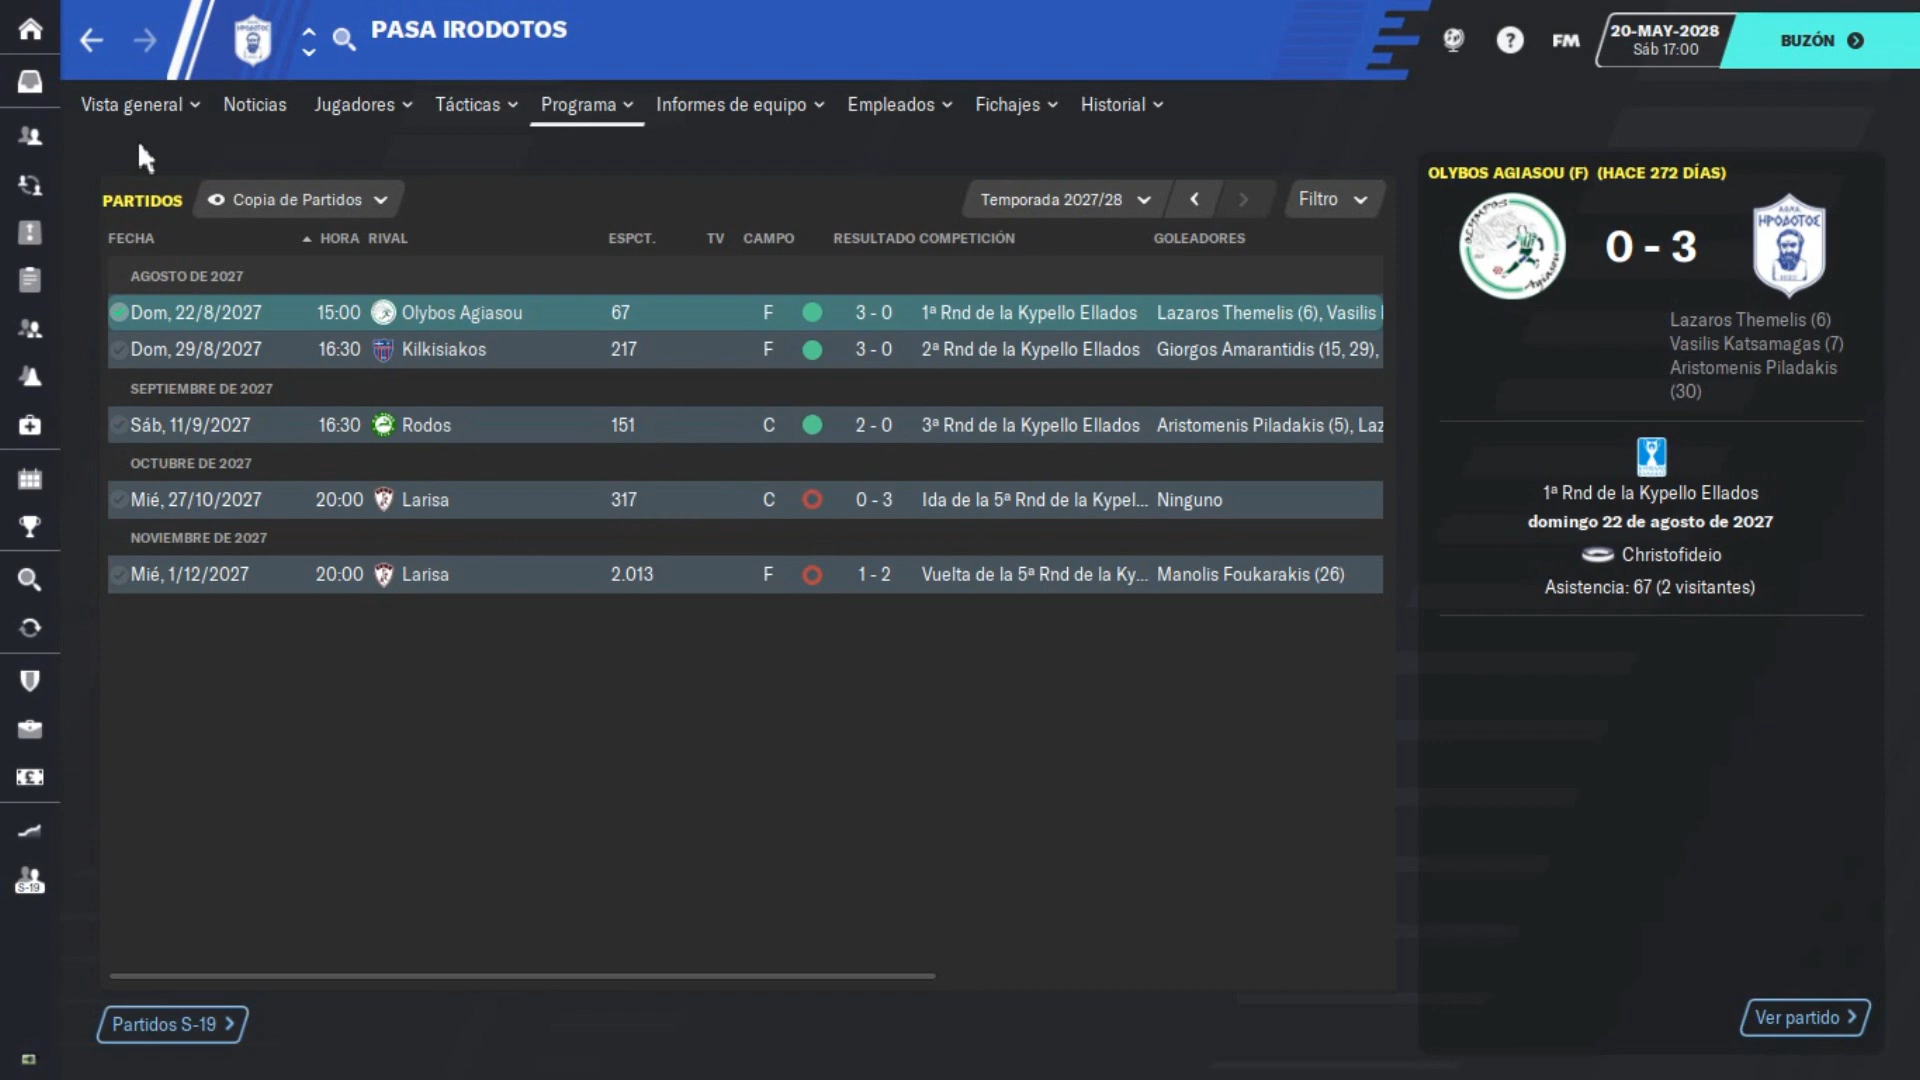 PASA IRODOTOS
FM
20-MAY-2028
Sáb 17:00
BUZÓN
Vista general
Noticias
Jugadores
Tácticas
Programa
Informes de equipo
Empleados
Fichajes
Historial
PARTIDOS
Copia de Partidos
Temporada 2027/28
Filtro
FECHA HORA RIVAL ESPCT. TV CAMPO RESULTADO COMPETICIÓN GOLEADORES
AGOSTO DE 2027
Dom, 22/8/2027 15:00 Olybos Agiasou 67 F 3 - 0 1ª Rnd de la Kypello Ellados Lazaros Themelis (6), Vasilis
Dom, 29/8/2027 16:30 Kilkisiakos 217 F 3 - 0 2ª Rnd de la Kypello Ellados Giorgos Amarantidis (15, 29),
SEPTIEMBRE DE 2027
Sáb, 11/9/2027 16:30 Rodos 151 C 2 - 0 3ª Rnd de la Kypello Ellados Aristomenis Piladakis (5), Laz
OCTUBRE DE 2027
Mié, 27/10/2027 20:00 Larisa 317 C 0 - 3 Ida de la 5ª Rnd de la Kypel... Ninguno
NOVIEMBRE DE 2027
Mié, 1/12/2027 20:00 Larisa 2.013 F 1 - 2 Vuelta de la 5ª Rnd de la Ky... Manolis Foukarakis (26)
OLYBOS AGIASOU (F) (HACE 272 DÍAS)
0 - 3
ΗΡΟΔΟΤΟΣ
Lazaros Themelis (6)
Vasilis Katsamagas (7)
Aristomenis Piladakis
(30)
1ª Rnd de la Kypello Ellados
domingo 22 de agosto de 2027
Christofideio
Asistencia: 67 (2 visitantes)
S-19
Partidos S-19
Ver partido